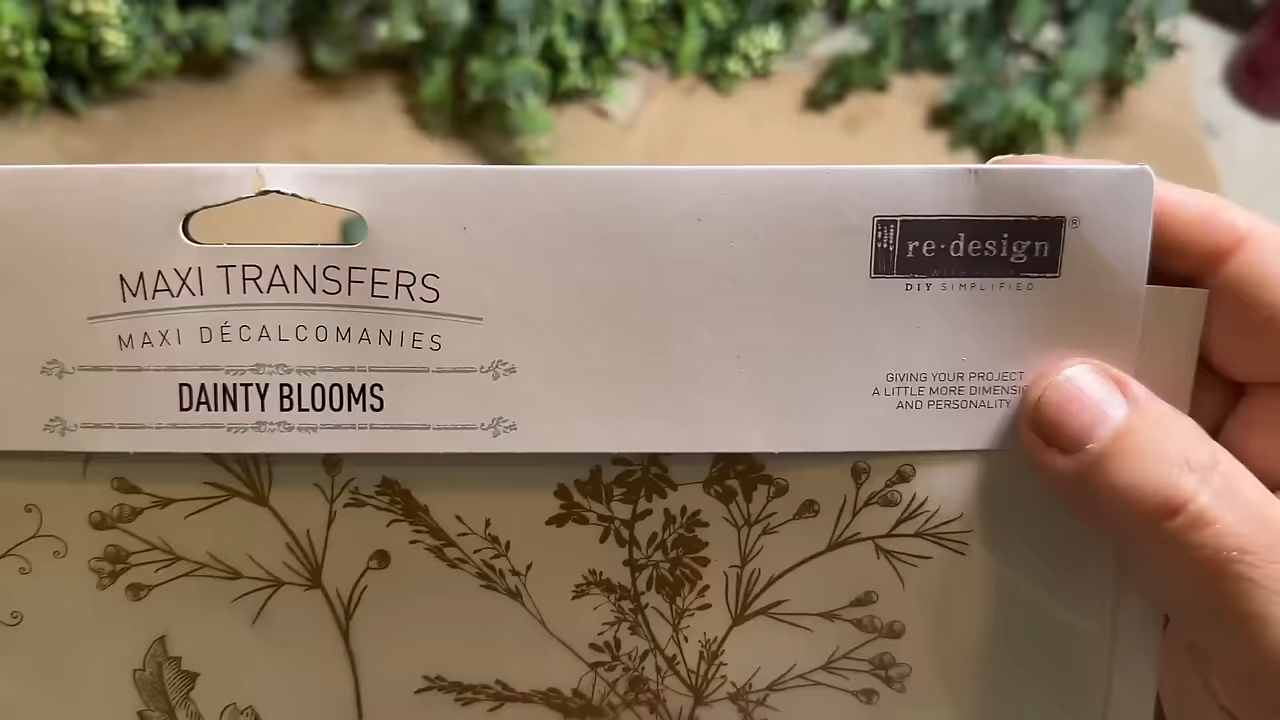 MAXI TRANSFERS
MAXI DÉCALCOMANIES
DAINTY BLOOMS
re·design
®
DIY SIMPLIFIED
GIVING YOUR PROJECT
A LITTLE MORE
AND PERSONALITY